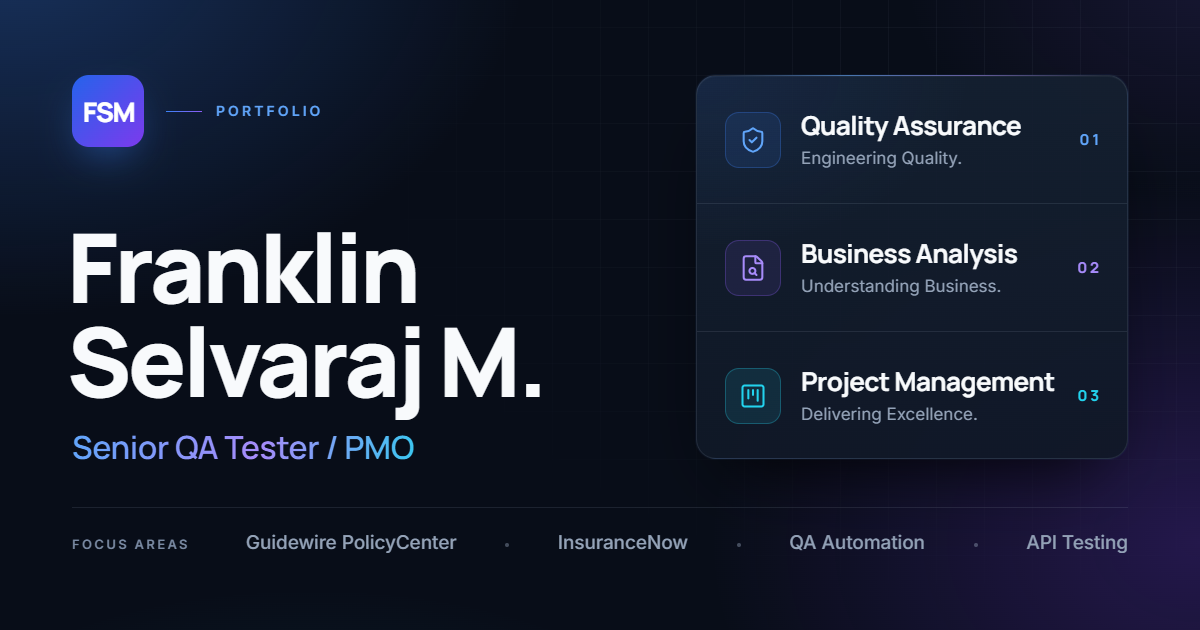 FSM
PORTFOLIO
Franklin
Selvaraj M.
Senior QA Tester / PMO
Quality Assurance
Engineering Quality.
01
Business Analysis
Understanding Business.
02
Project Management
Delivering Excellence.
03
FOCUS AREAS Guidewire PolicyCenter • InsuranceNow • QA Automation • API Testing